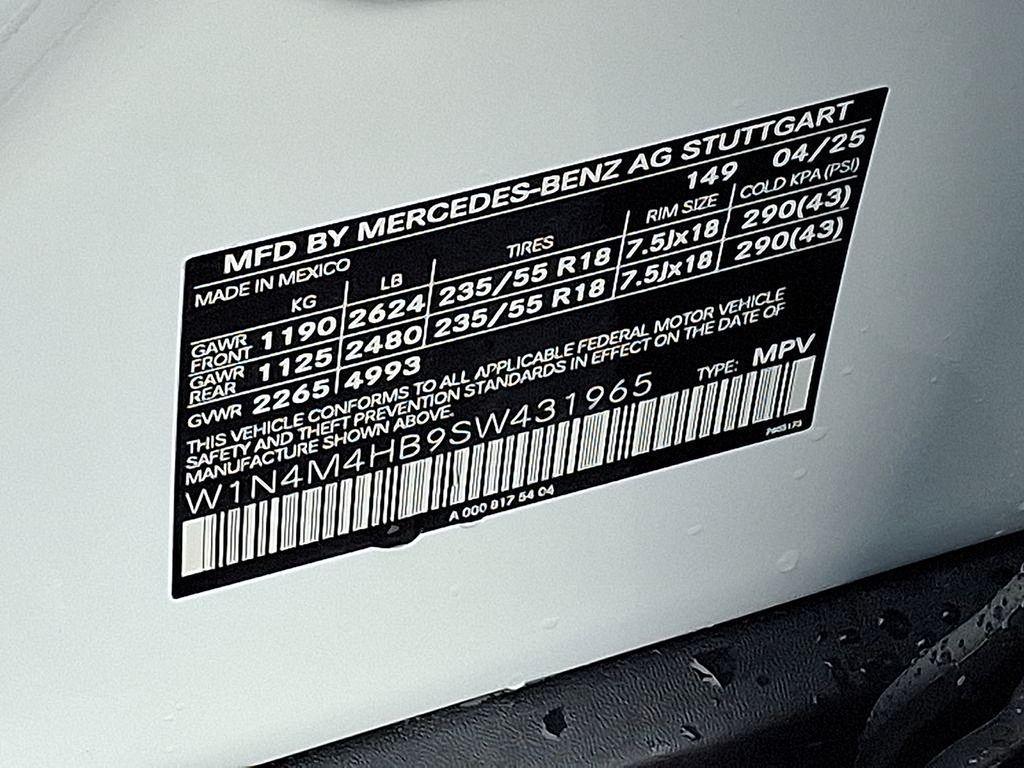 MFD BY MERCEDES-BENZ AG STUTTGART
MADE IN MEXICO 149 04/25
KG LB TIRES RIM SIZE COLD KPA (PSI)
GAWR FRONT 1190 2624 235/55 R18 7.5Jx18 290(43)
GAWR REAR 1125 2480 235/55 R18 7.5Jx18 290(43)
GVWR 2265 4993
THIS VEHICLE CONFORMS TO ALL APPLICABLE FEDERAL MOTOR VEHICLE
SAFETY AND THEFT PREVENTION STANDARDS IN EFFECT ON THE DATE OF
MANUFACTURE SHOWN ABOVE.
W1N4M4HB9SW431965 TYPE: MPV
A 000 817 54 04